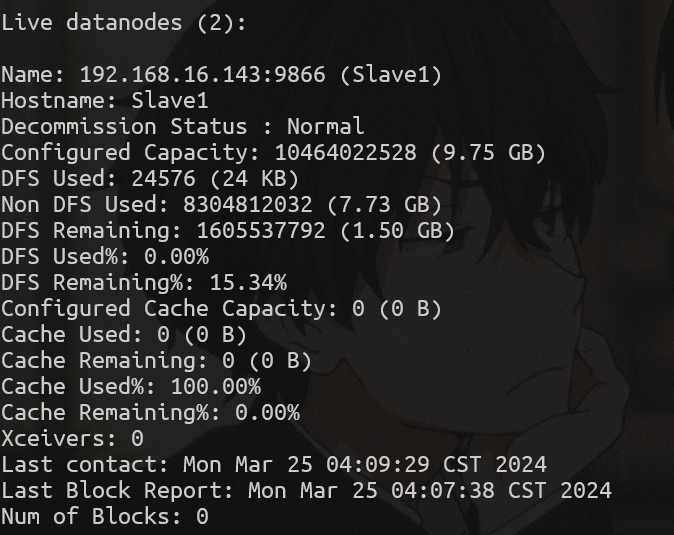 Live datanodes (2):
Name: 192.168.16.143:9866 (Slave1)
Hostname: Slave1
Decommission Status : Normal
Configured Capacity: 10464022528 (9.75 GB)
DFS Used: 24576 (24 KB)
Non DFS Used: 8304812032 (7.73 GB)
DFS Remaining: 1605537792 (1.50 GB)
DFS Used%: 0.00%
DFS Remaining%: 15.34%
Configured Cache Capacity: 0 (0 B)
Cache Used: 0 (0 B)
Cache Remaining: 0 (0 B)
Cache Used%: 100.00%
Cache Remaining%: 0.00%
Xceivers: 0
Last contact: Mon Mar 25 04:09:29 CST 2024
Last Block Report: Mon Mar 25 04:07:38 CST 2024
Num of Blocks: 0